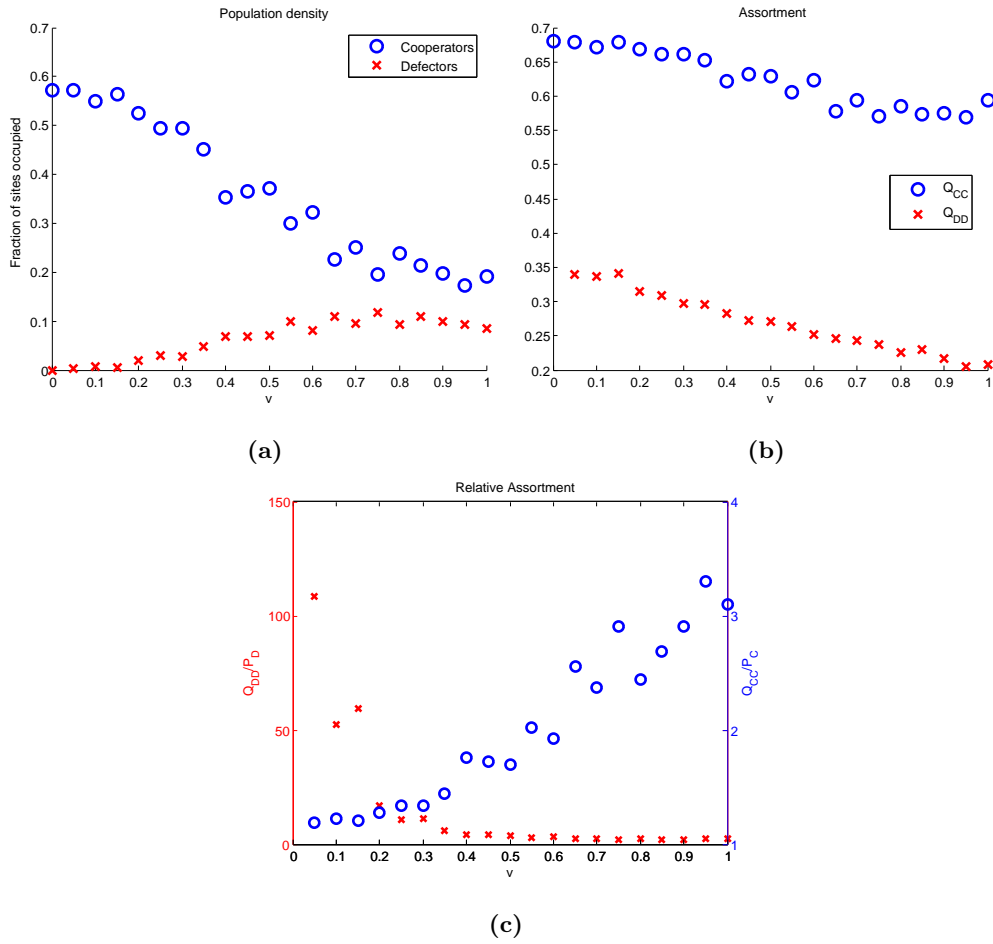 Population density
Fraction of sites occupied
0.7
0.6
0.5
0.4
0.3
0.2
0.1
0
0 0.1 0.2 0.3 0.4 0.5 0.6 0.7 0.8 0.9 1
v
Cooperators
Defectors
(a)
Assortment
0.7
0.65
0.6
0.55
0.5
0.45
0.4
0.35
0.3
0.25
0.2
0 0.1 0.2 0.3 0.4 0.5 0.6 0.7 0.8 0.9 1
v
Q_CC
Q_DD
(b)
Relative Assortment
Q_DD/P_D
150
100
50
0
0 0.1 0.2 0.3 0.4 0.5 0.6 0.7 0.8 0.9 1
v
4
3
2
1
Q_CC/P_C
(c)